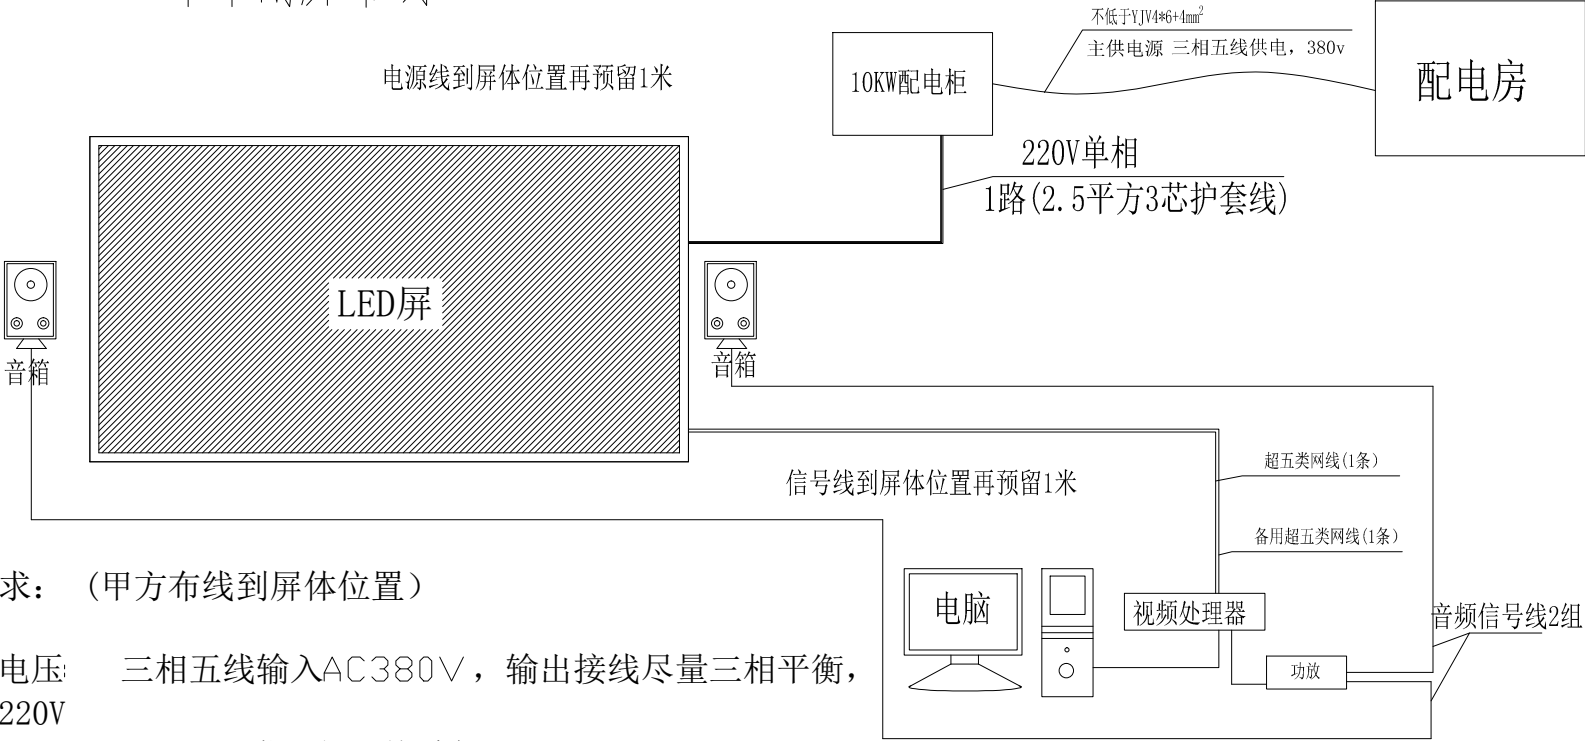 不低于YJV4*6+4mm²
主供电源 三相五线供电，380v
电源线到屏体位置再预留1米
10KW配电柜
配电房
220V单相
1路(2.5平方3芯护套线)
LED屏
音箱
音箱
超五类网线(1条)
信号线到屏体位置再预留1米
备用超五类网线(1条)
求： (甲方布线到屏体位置)
电脑
视频处理器
音频信号线2组
功放
电压: 三相五线输入AC380V，输出接线尽量三相平衡，
220V